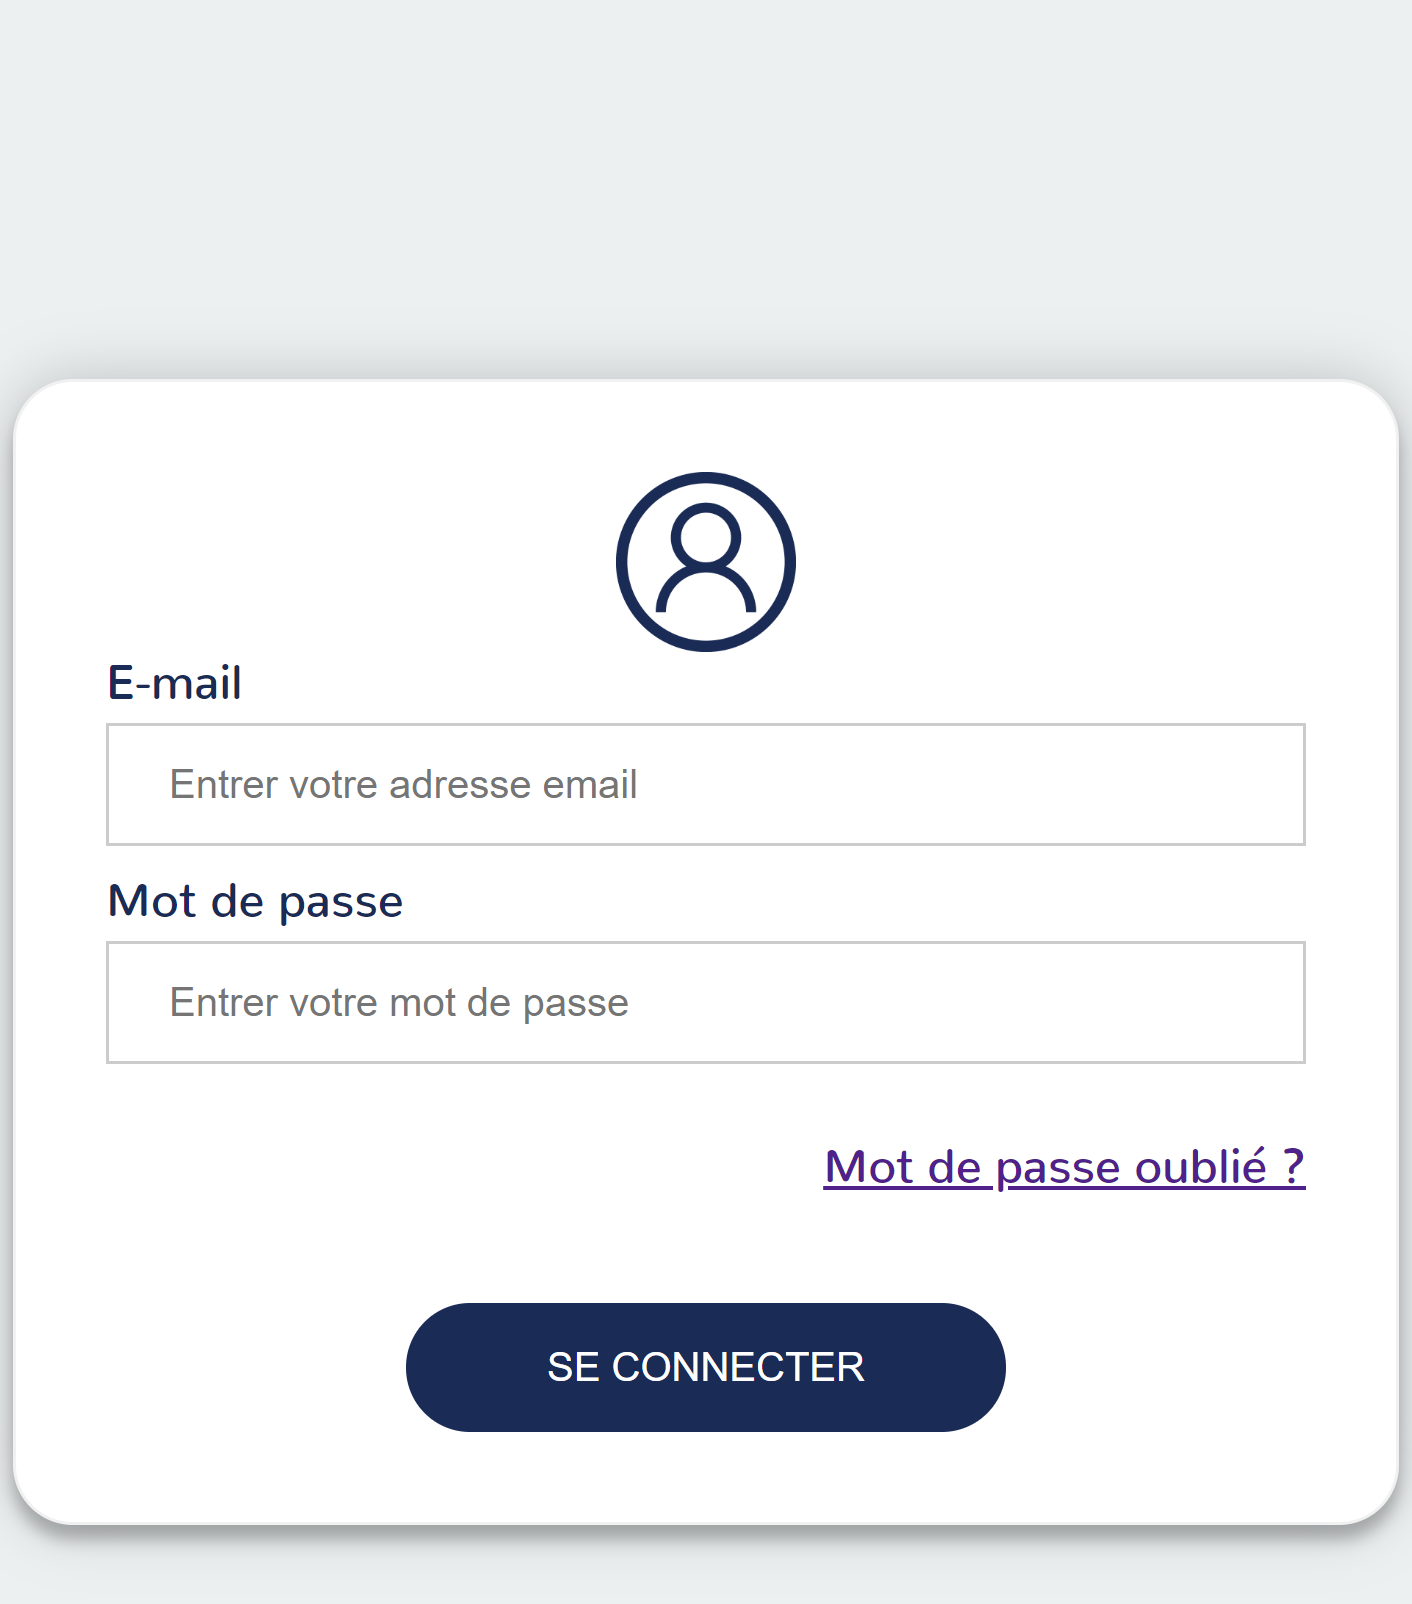 E-mail
Entrer votre adresse email
Mot de passe
Entrer votre mot de passe
Mot de passe oublié ?
SE CONNECTER